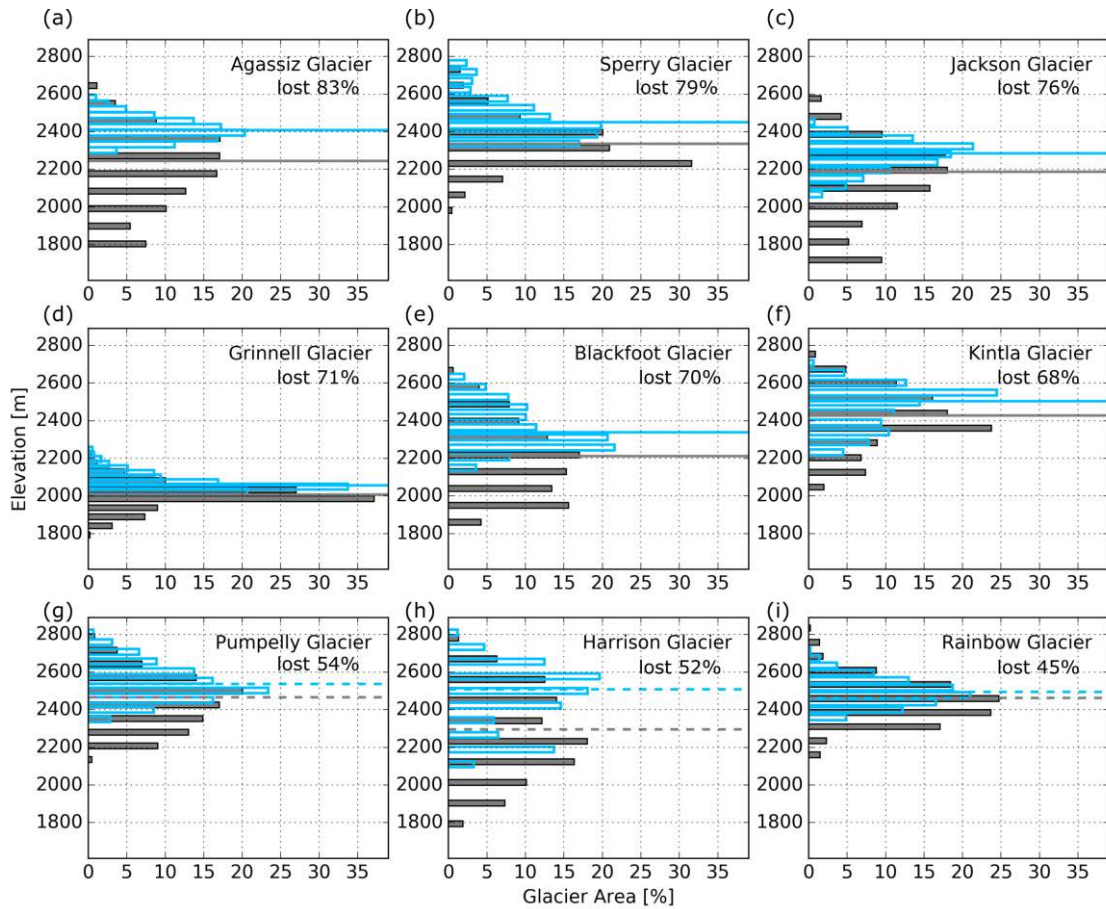 (a)
(b)
(c)
2800
2600
2400
2200
2000
1800
Agassiz Glacier
lost 83%
0 5 10 15 20 25 30 35
2800
2600
2400
2200
2000
1800
Sperry Glacier
lost 79%
0 5 10 15 20 25 30 35
2800
2600
2400
2200
2000
1800
Jackson Glacier
lost 76%
0 5 10 15 20 25 30 35
Elevation [m]
(d)
(e)
(f)
2800
2600
2400
2200
2000
1800
Grinnell Glacier
lost 71%
0 5 10 15 20 25 30 35
2800
2600
2400
2200
2000
1800
Blackfoot Glacier
lost 70%
0 5 10 15 20 25 30 35
2800
2600
2400
2200
2000
1800
Kintla Glacier
lost 68%
0 5 10 15 20 25 30 35
(g)
(h)
(i)
2800
2600
2400
2200
2000
1800
Pumpelly Glacier
lost 54%
0 5 10 15 20 25 30 35
2800
2600
2400
2200
2000
1800
Harrison Glacier
lost 52%
0 5 10 15 20 25 30 35
2800
2600
2400
2200
2000
1800
Rainbow Glacier
lost 45%
0 5 10 15 20 25 30 35
Glacier Area [%]